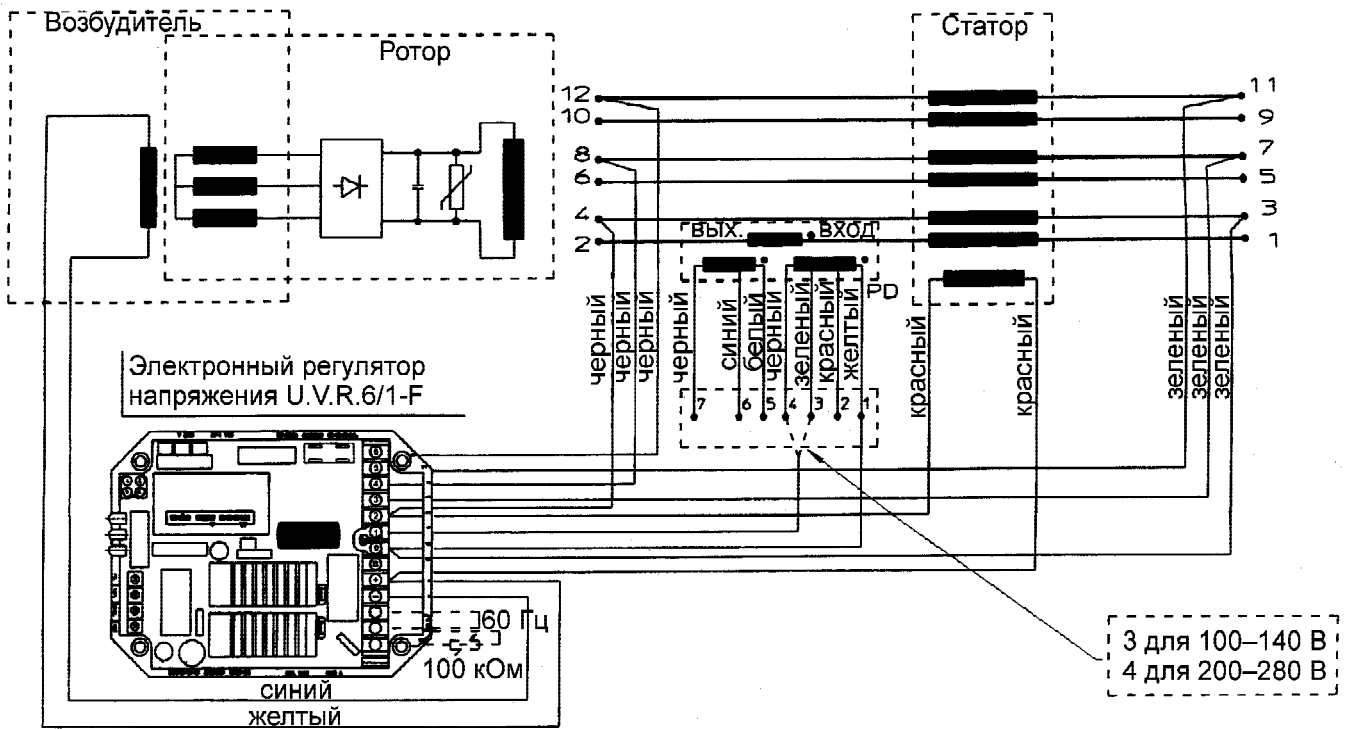 Возбудитель
Ротор
Статор
12
10
8
6
4
2
11
9
7
5
3
1
ВЫХ.
ВХОД
PD
черный
черный
черный
черный
синий
белый
черный
зеленый
красный
желтый
красный
красный
зеленый
зеленый
зеленый
7
6
5
4
3
2
1
Электронный регулятор
напряжения U.V.R.6/1-F
60 Гц
100 кОм
синий
желтый
3 для 100–140 В
4 для 200–280 В